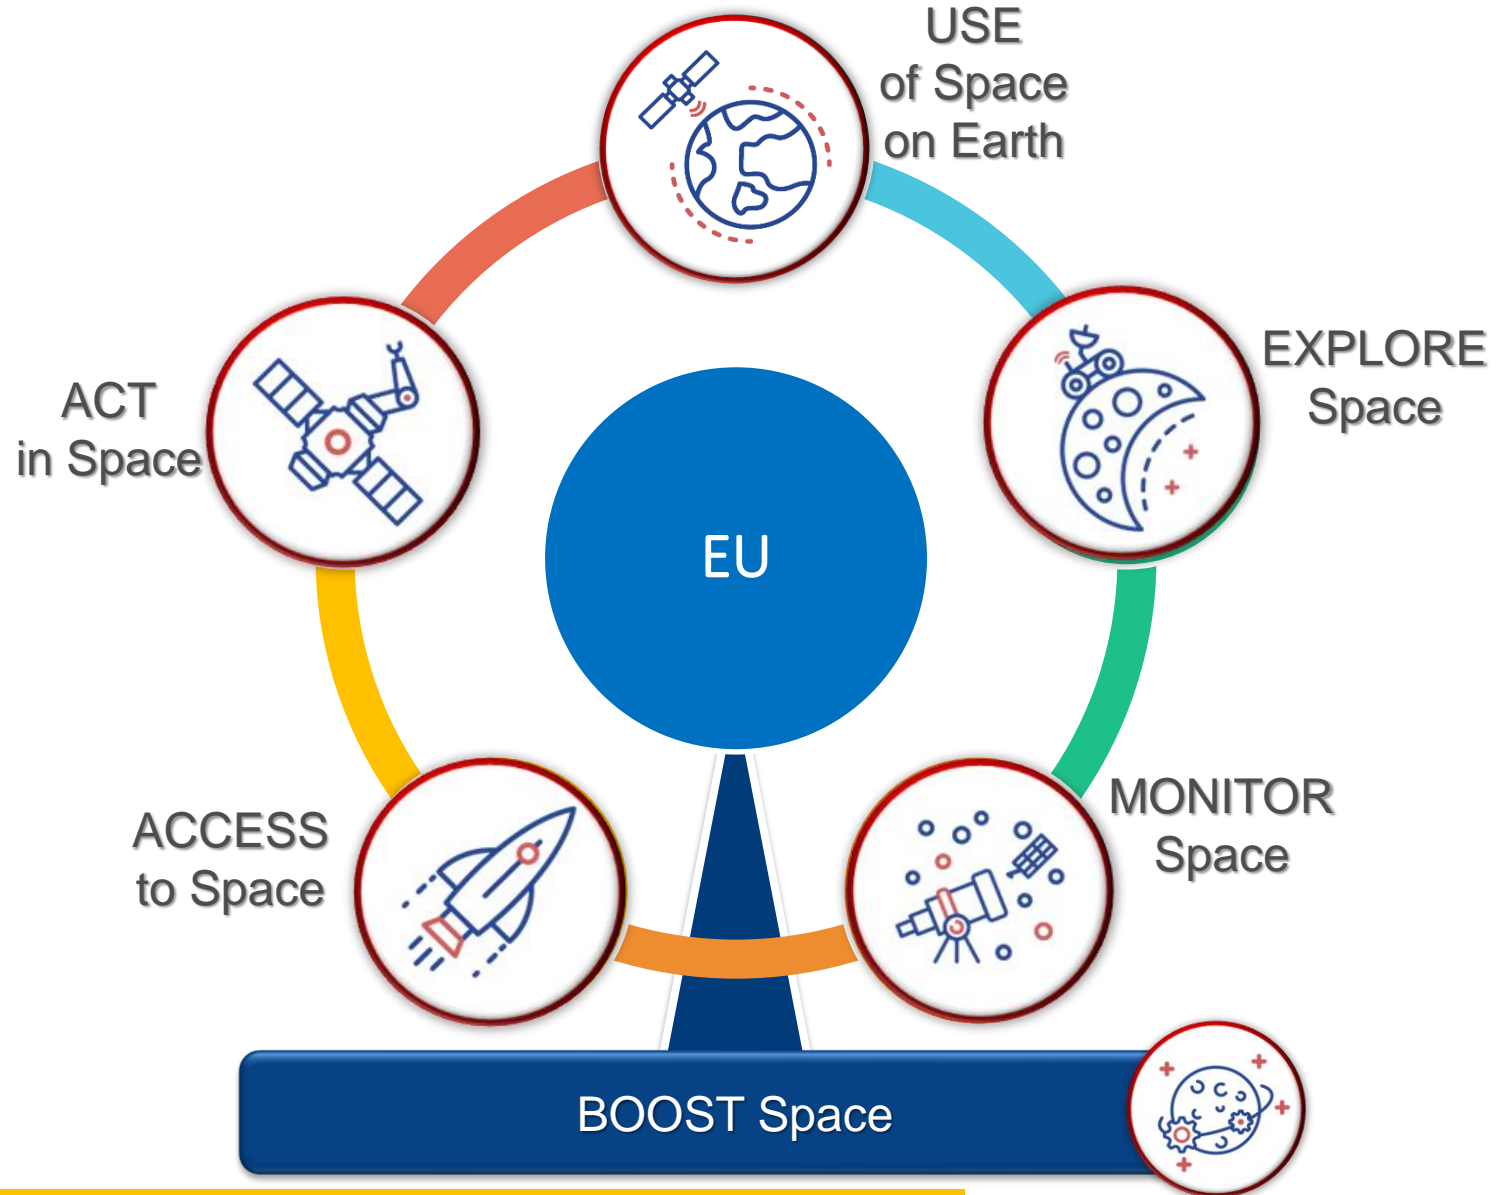 USE
of Space
on Earth
EXPLORE
Space
ACT
in Space
EU
MONITOR
Space
ACCESS
to Space
BOOST Space